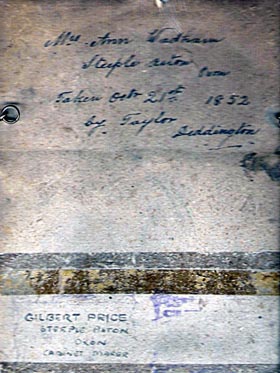 Mrs. Ann Wadham
Steeple Aston
Oxon
Taken Octr 21st 1852
by Taylor
Deddington
GILBERT PRICE
STEEPLE ASTON
OXON
CABINET MAKER